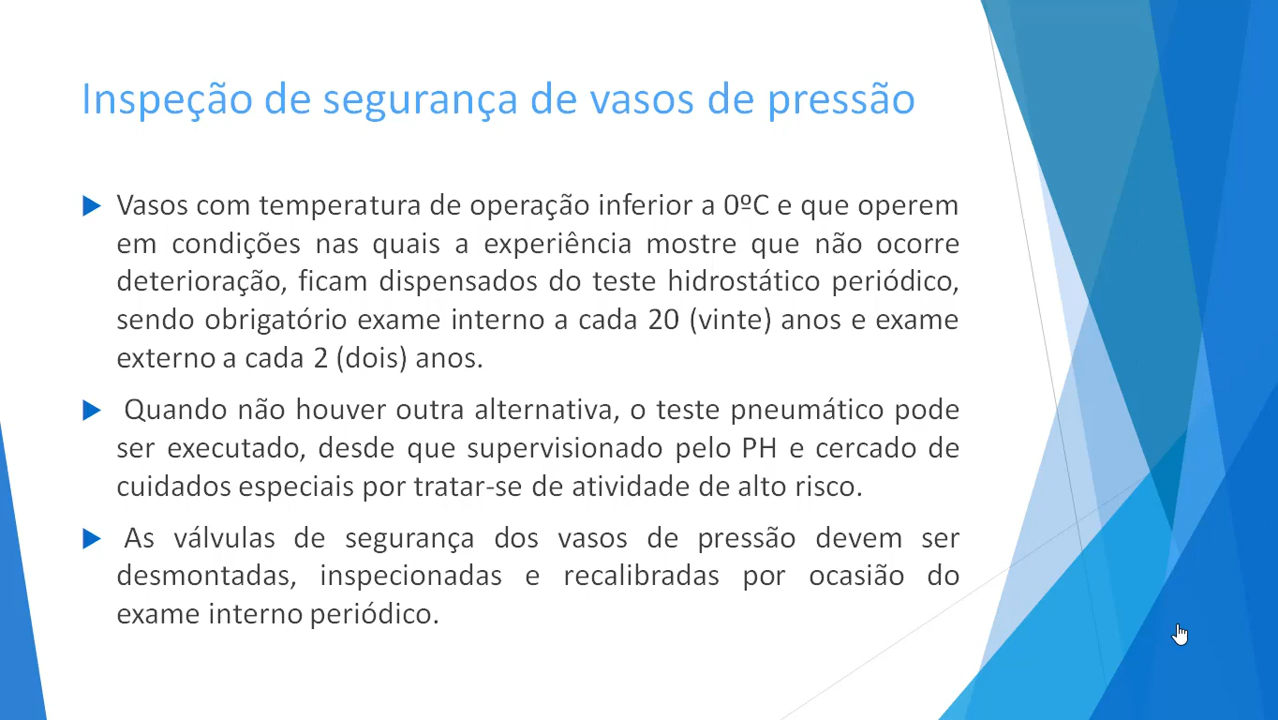 Inspeção de segurança de vasos de pressão
Vasos com temperatura de operação inferior a 0ºC e que operem
em condições nas quais a experiência mostre que não ocorre
deterioração, ficam dispensados do teste hidrostático periódico,
sendo obrigatório exame interno a cada 20 (vinte) anos e exame
externo a cada 2 (dois) anos.
Quando não houver outra alternativa, o teste pneumático pode
ser executado, desde que supervisionado pelo PH e cercado de
cuidados especiais por tratar-se de atividade de alto risco.
As válvulas de segurança dos vasos de pressão devem ser
desmontadas, inspecionadas e recalibradas por ocasião do
exame interno periódico.